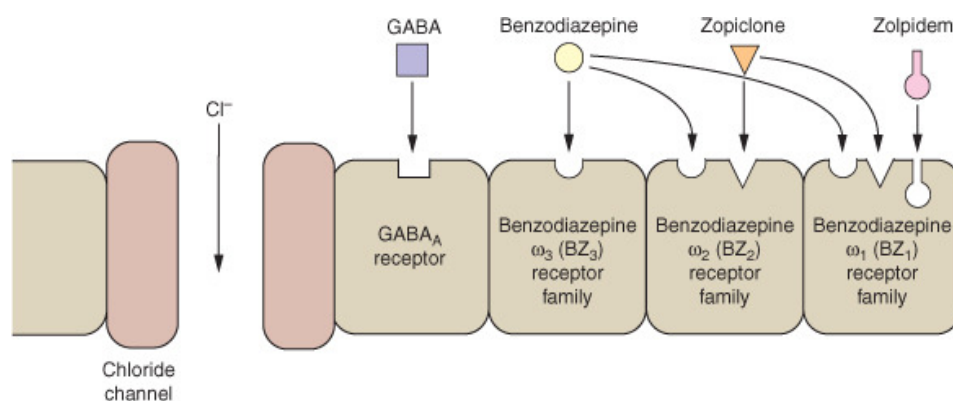 GABA
Benzodiazepine
Zopiclone
Zolpidem
Cl⁻
GABA_A
receptor
Benzodiazepine
ω₃ (BZ₃)
receptor
family
Benzodiazepine
ω₂ (BZ₂)
receptor
family
Benzodiazepine
ω₁ (BZ₁)
receptor
family
Chloride
channel